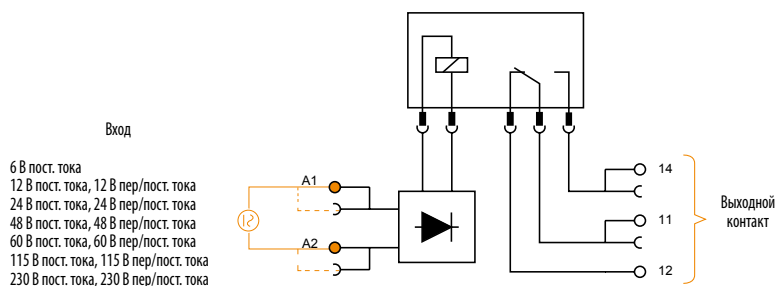 Вход
6 В пост. тока
12 В пост. тока, 12 В пер/пост. тока
24 В пост. тока, 24 В пер/пост. тока
48 В пост. тока, 48 В пер/пост. тока
60 В пост. тока, 60 В пер/пост. тока
115 В пост. тока, 115 В пер/пост. тока
230 В пост. тока, 230 В пер/пост. тока
A1
A2
14
11
12
Выходной
контакт